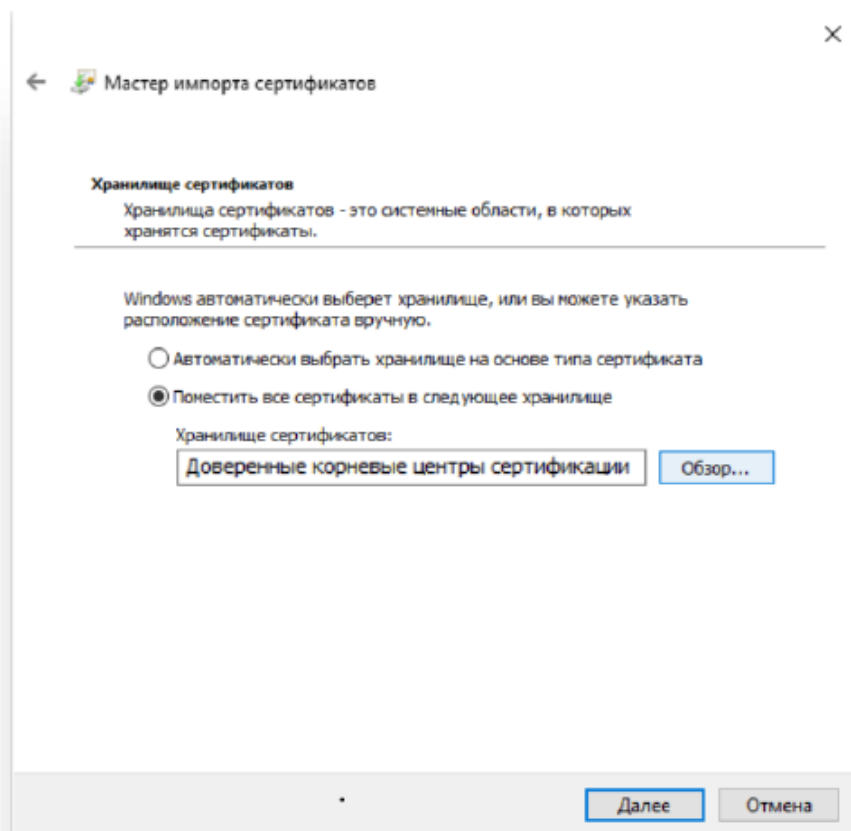 Мастер импорта сертификатов
Хранилище сертификатов
Хранилища сертификатов - это системные области, в которых
хранятся сертификаты.
Windows автоматически выберет хранилище, или вы можете указать
расположение сертификата вручную.
Автоматически выбрать хранилище на основе типа сертификата
Поместить все сертификаты в следующее хранилище
Хранилище сертификатов:
Доверенные корневые центры сертификации
Обзор...
Далее
Отмена